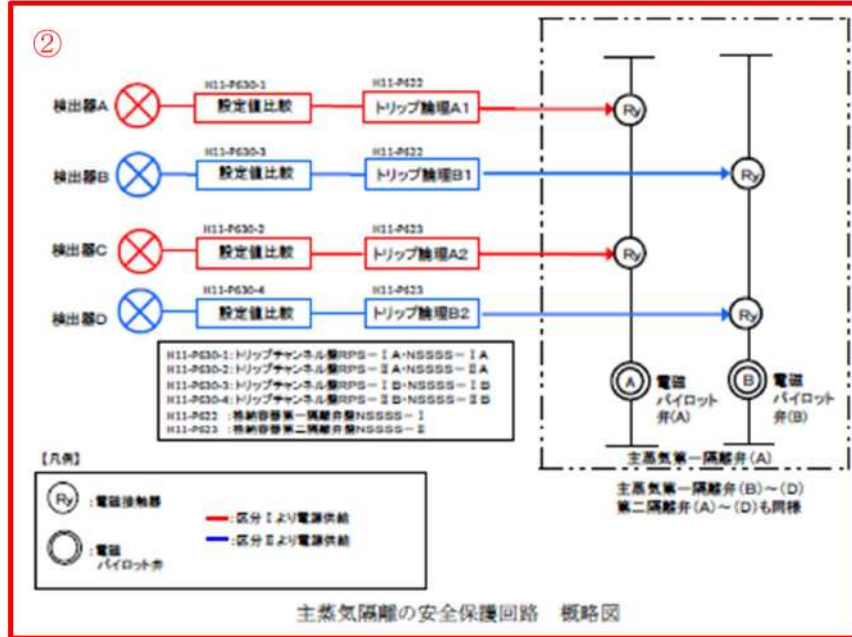 ②
検出器A
H11-P630-1
設定値比較
H11-P622
トリップ論理A1
Ry
検出器B
H11-P630-3
設定値比較
H11-P622
トリップ論理B1
Ry
検出器C
H11-P630-2
設定値比較
H11-P623
トリップ論理A2
Ry
検出器D
H11-P630-4
設定値比較
H11-P623
トリップ論理B2
Ry
A
電磁
パイロット
弁(A)
B
電磁
パイロット
弁(B)
主蒸気第一隔離弁(A)
主蒸気第一隔離弁(B)～(D)
第二隔離弁(A)～(D)も同様
H11-P630-1:トリップチャンネル盤RPS-ⅠA・NSSSS-ⅠA
H11-P630-2:トリップチャンネル盤RPS-ⅡA・NSSSS-ⅡA
H11-P630-3:トリップチャンネル盤RPS-ⅠB・NSSSS-ⅠB
H11-P630-4:トリップチャンネル盤RPS-ⅡB・NSSSS-ⅡB
H11-P622 :格納容器第一隔離弁盤NSSSS-Ⅰ
H11-P623 :格納容器第二隔離弁盤NSSSS-Ⅱ
【凡例】
Ry
:電磁接触器
:電磁
パイロット弁
:区分Ⅰより電源供給
:区分Ⅱより電源供給
主蒸気隔離の安全保護回路 概略図